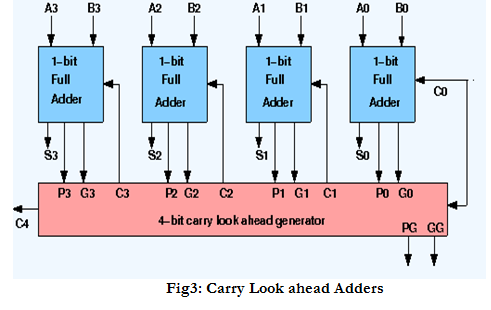 A3 B3 A2 B2 A1 B1 A0 B0
1-bit 1-bit 1-bit 1-bit
Full Full Full Full
Adder Adder Adder Adder
C0
S3 S2 S1 S0
P3 G3 C3 P2 G2 C2 P1 G1 C1 P0 G0
4-bit carry look ahead generator
C4
PG GG
Fig3: Carry Look ahead Adders